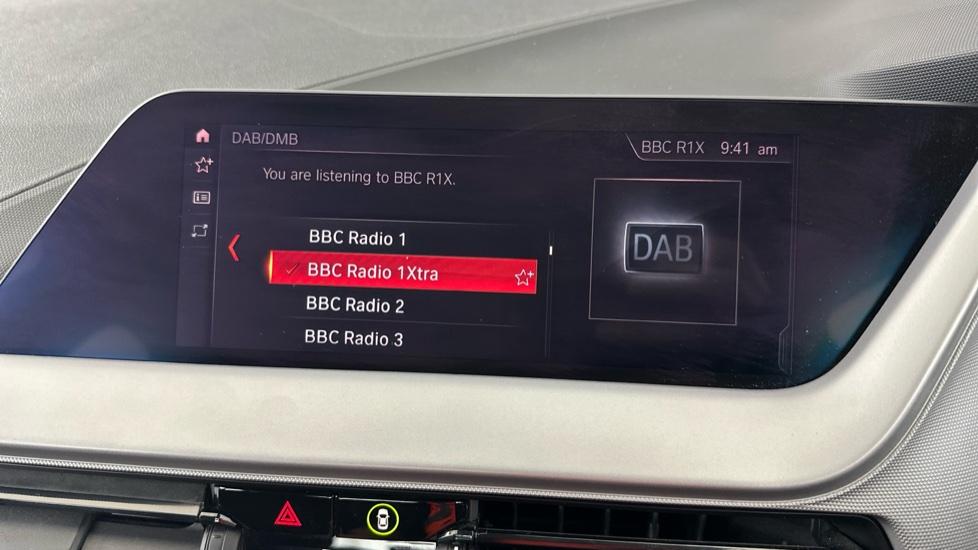 DAB/DMB
BBC R1X 9:41 am
You are listening to BBC R1X.
BBC Radio 1
BBC Radio 1Xtra
BBC Radio 2
BBC Radio 3
DAB